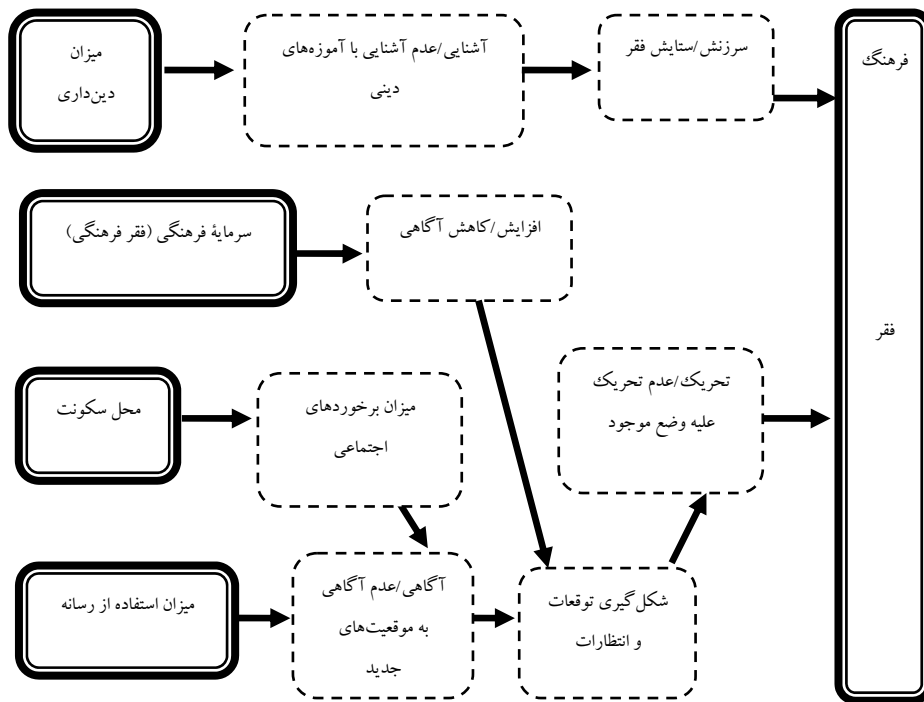 میزان
دین‌داری
آشنایی/عدم آشنایی با آموزه‌های
دینی
سرزنش/ستایش فقر
فرهنگ
فقر
سرمایۀ فرهنگی (فقر فرهنگی)
افزایش/کاهش آگاهی
محل سکونت
میزان برخوردهای
اجتماعی
تحریک/عدم تحریک
علیه وضع موجود
میزان استفاده از رسانه
آگاهی/عدم آگاهی
به موقعیت‌های
جدید
شکل‌گیری توقعات
و انتظارات